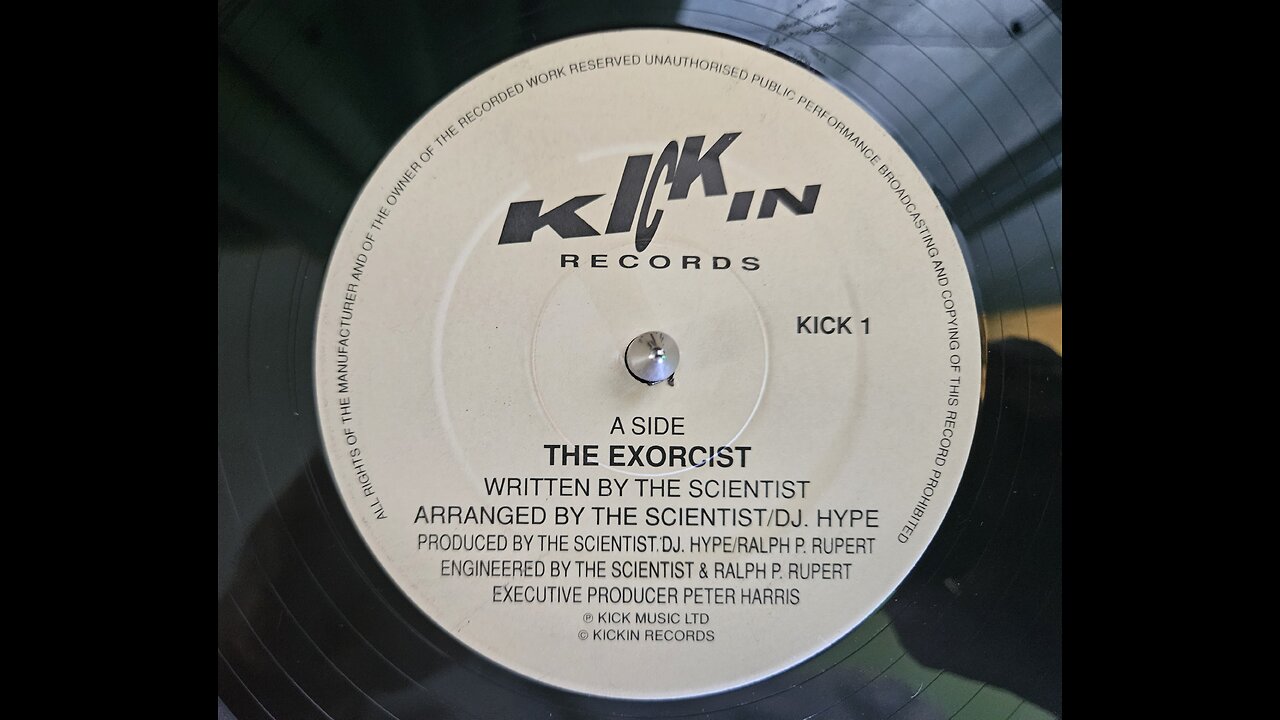 ALL RIGHTS OF THE MANUFACTURER AND OF THE OWNER OF THE RECORDED WORK RESERVED UNAUTHORISED PUBLIC PERFORMANCE BROADCASTING AND COPYING OF THIS RECORD PROHIBITED
KICKIN
RECORDS
KICK 1
A SIDE
THE EXORCIST
WRITTEN BY THE SCIENTIST
ARRANGED BY THE SCIENTIST/DJ. HYPE
PRODUCED BY THE SCIENTIST/DJ. HYPE/RALPH P. RUPERT
ENGINEERED BY THE SCIENTIST & RALPH P. RUPERT
EXECUTIVE PRODUCER PETER HARRIS
℗ KICK MUSIC LTD
© KICKIN RECORDS